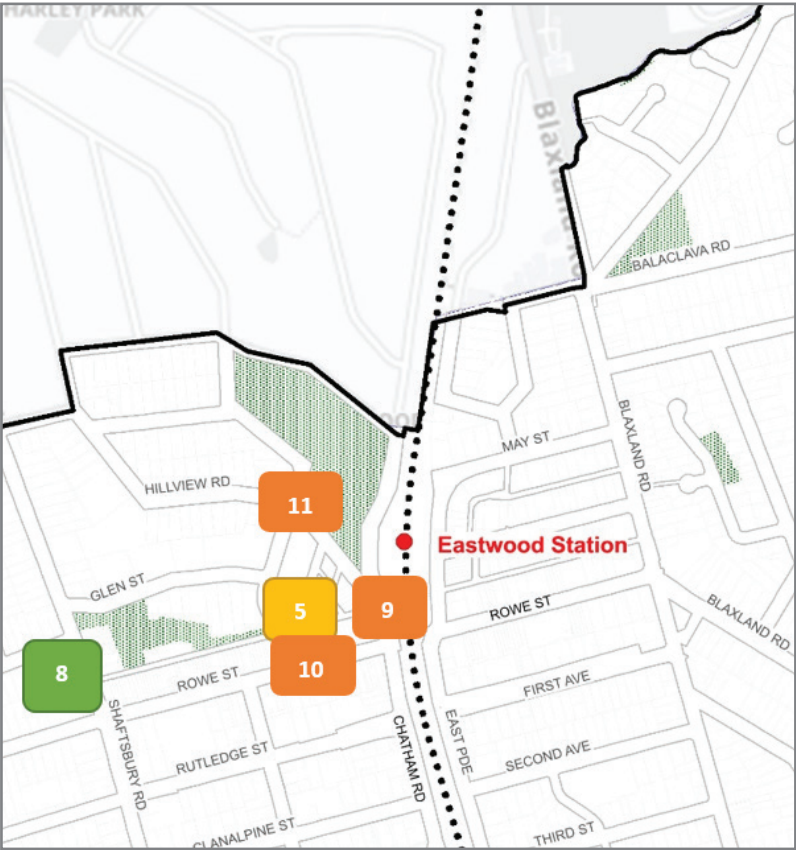 HARLEY PARK
Blaxland Rd
BALACLAVA RD
BLAXLAND RD
MAY ST
HILLVIEW RD
11
Eastwood Station
GLEN ST
5
9
ROWE ST
BLAXLAND RD
8
10
ROWE ST
FIRST AVE
SHAFTSBURY RD
CHATHAM RD
EAST PDE
RUTLEDGE ST
SECOND AVE
CLANALPINE ST
THIRD ST